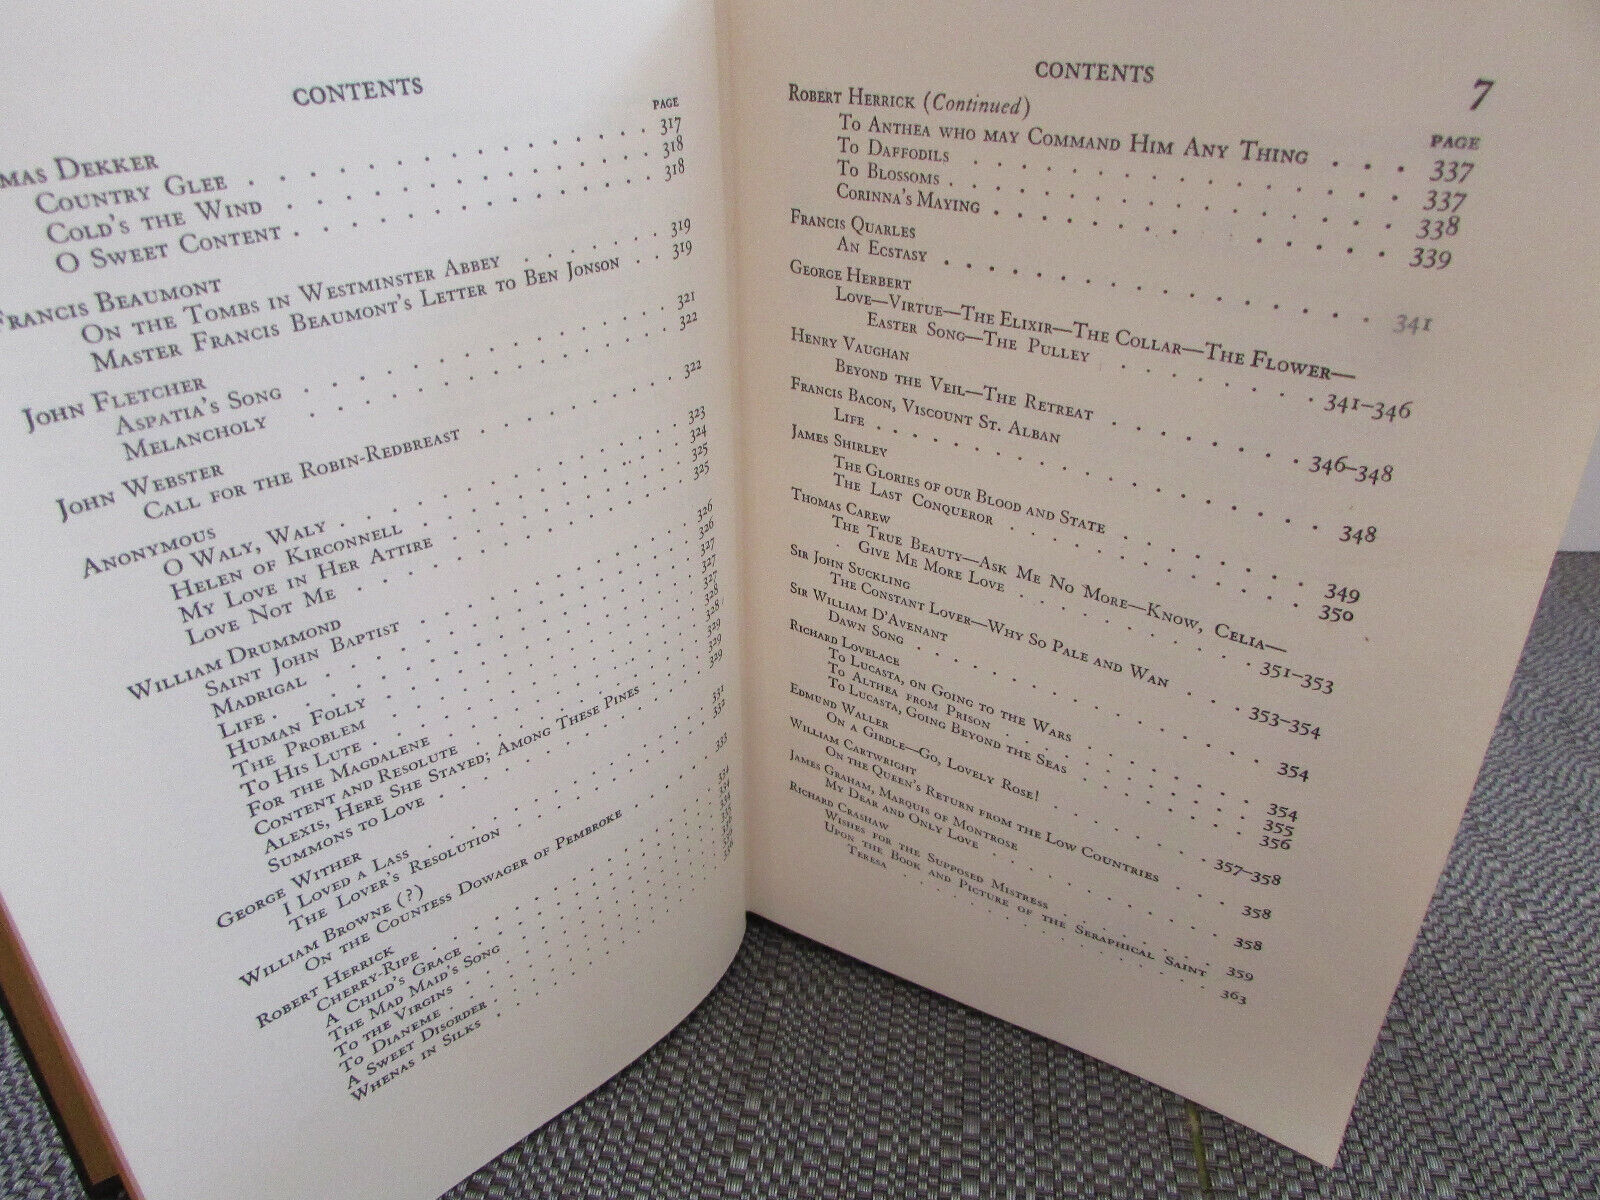 CONTENTS
PAGE
MAS DEKKER
COUNTRY GLEE . . . . . . . . . . . . . . 317
COLD'S THE WIND . . . . . . . . . . . . . 318
O SWEET CONTENT . . . . . . . . . . . . . 318
FRANCIS BEAUMONT
ON THE TOMBS IN WESTMINSTER ABBEY . . . . . . 319
MASTER FRANCIS BEAUMONT'S LETTER TO BEN JONSON . . 319
JOHN FLETCHER
ASPATIA'S SONG . . . . . . . . . . . . . 321
MELANCHOLY . . . . . . . . . . . . . 322
JOHN WEBSTER
CALL FOR THE ROBIN-REDBREAST . . . . . . . . 322
ANONYMOUS
O WALY, WALY . . . . . . . . . . . . . 323
HELEN OF KIRCONNELL . . . . . . . . . . . 324
MY LOVE IN HER ATTIRE . . . . . . . . . . 325
LOVE NOT ME . . . . . . . . . . . . . 325
WILLIAM DRUMMOND
SAINT JOHN BAPTIST . . . . . . . . . . . 326
MADRIGAL . . . . . . . . . . . . . . 326
LIFE . . . . . . . . . . . . . . . 327
HUMAN FOLLY . . . . . . . . . . . . . 327
THE PROBLEM . . . . . . . . . . . . . 327
TO HIS LUTE . . . . . . . . . . . . . 328
FOR THE MAGDALENE . . . . . . . . . . . 328
CONTENT AND RESOLUTE . . . . . . . . . . 329
ALEXIS, HERE SHE STAYED; AMONG THESE PINES . . . 329
SUMMONS TO LOVE . . . . . . . . . . . . 329
GEORGE WITHER
I LOVED A LASS . . . . . . . . . . . . 331
THE LOVER'S RESOLUTION . . . . . . . . . . 332
WILLIAM BROWNE (?)
ON THE COUNTESS DOWAGER OF PEMBROKE . . . . . 333
ROBERT HERRICK
CHERRY-RIPE . . . . . . . . . . . . . 334
A CHILD'S GRACE . . . . . . . . . . . . 334
THE MAD MAID'S SONG . . . . . . . . . . .
TO THE VIRGINS . . . . . . . . . . . .
TO DIANEME . . . . . . . . . . . . .
A SWEET DISORDER . . . . . . . . . . .
WHENAS IN SILKS . . . . . . . . . . .
CONTENTS 7
ROBERT HERRICK (Continued)
PAGE
TO ANTHEA WHO MAY COMMAND HIM ANY THING . . . 337
TO DAFFODILS . . . . . . . . . . . . . 337
TO BLOSSOMS . . . . . . . . . . . . . 338
CORINNA'S MAYING . . . . . . . . . . . . 339
FRANCIS QUARLES
AN ECSTASY . . . . . . . . . . . . . 341
GEORGE HERBERT
LOVE—VIRTUE—THE ELIXIR—THE COLLAR—THE FLOWER—
EASTER SONG—THE PULLEY . . . . . . . 341–346
HENRY VAUGHAN
BEYOND THE VEIL—THE RETREAT . . . . . . . 346–348
FRANCIS BACON, VISCOUNT ST. ALBAN
LIFE . . . . . . . . . . . . . . . 348
JAMES SHIRLEY
THE GLORIES OF OUR BLOOD AND STATE . . . . . . 349
THE LAST CONQUEROR . . . . . . . . . . . 350
THOMAS CAREW
THE TRUE BEAUTY—ASK ME NO MORE—KNOW, CELIA—
GIVE ME MORE LOVE . . . . . . . . . . 351–353
SIR JOHN SUCKLING
THE CONSTANT LOVER—WHY SO PALE AND WAN . . . 353–354
SIR WILLIAM D'AVENANT
DAWN SONG . . . . . . . . . . . . . 354
RICHARD LOVELACE
TO LUCASTA, ON GOING TO THE WARS . . . . . . . 354
TO ALTHEA FROM PRISON . . . . . . . . . . 355
TO LUCASTA, GOING BEYOND THE SEAS . . . . . . 356
EDMUND WALLER
ON A GIRDLE—GO, LOVELY ROSE! . . . . . . . 357–358
WILLIAM CARTWRIGHT
ON THE QUEEN'S RETURN FROM THE LOW COUNTRIES . . . 358
JAMES GRAHAM, MARQUIS OF MONTROSE
MY DEAR AND ONLY LOVE . . . . . . . . . . 358
RICHARD CRASHAW
WISHES FOR THE SUPPOSED MISTRESS . . . . . . . 359
UPON THE BOOK AND PICTURE OF THE SERAPHICAL SAINT
TERESA . . . . . . . . . . . . . . 363